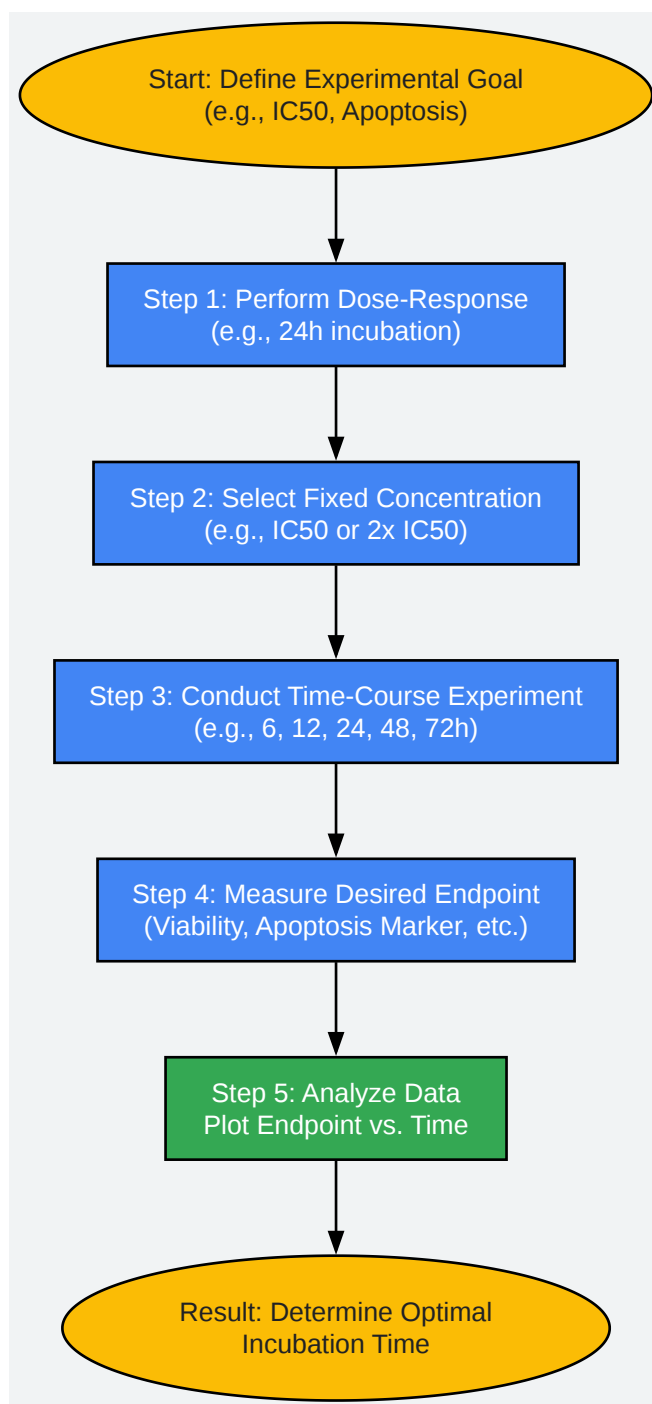 Start: Define Experimental Goal
(e.g., IC50, Apoptosis)
Step 1: Perform Dose-Response
(e.g., 24h incubation)
Step 2: Select Fixed Concentration
(e.g., IC50 or 2x IC50)
Step 3: Conduct Time-Course Experiment
(e.g., 6, 12, 24, 48, 72h)
Step 4: Measure Desired Endpoint
(Viability, Apoptosis Marker, etc.)
Step 5: Analyze Data
Plot Endpoint vs. Time
Result: Determine Optimal
Incubation Time